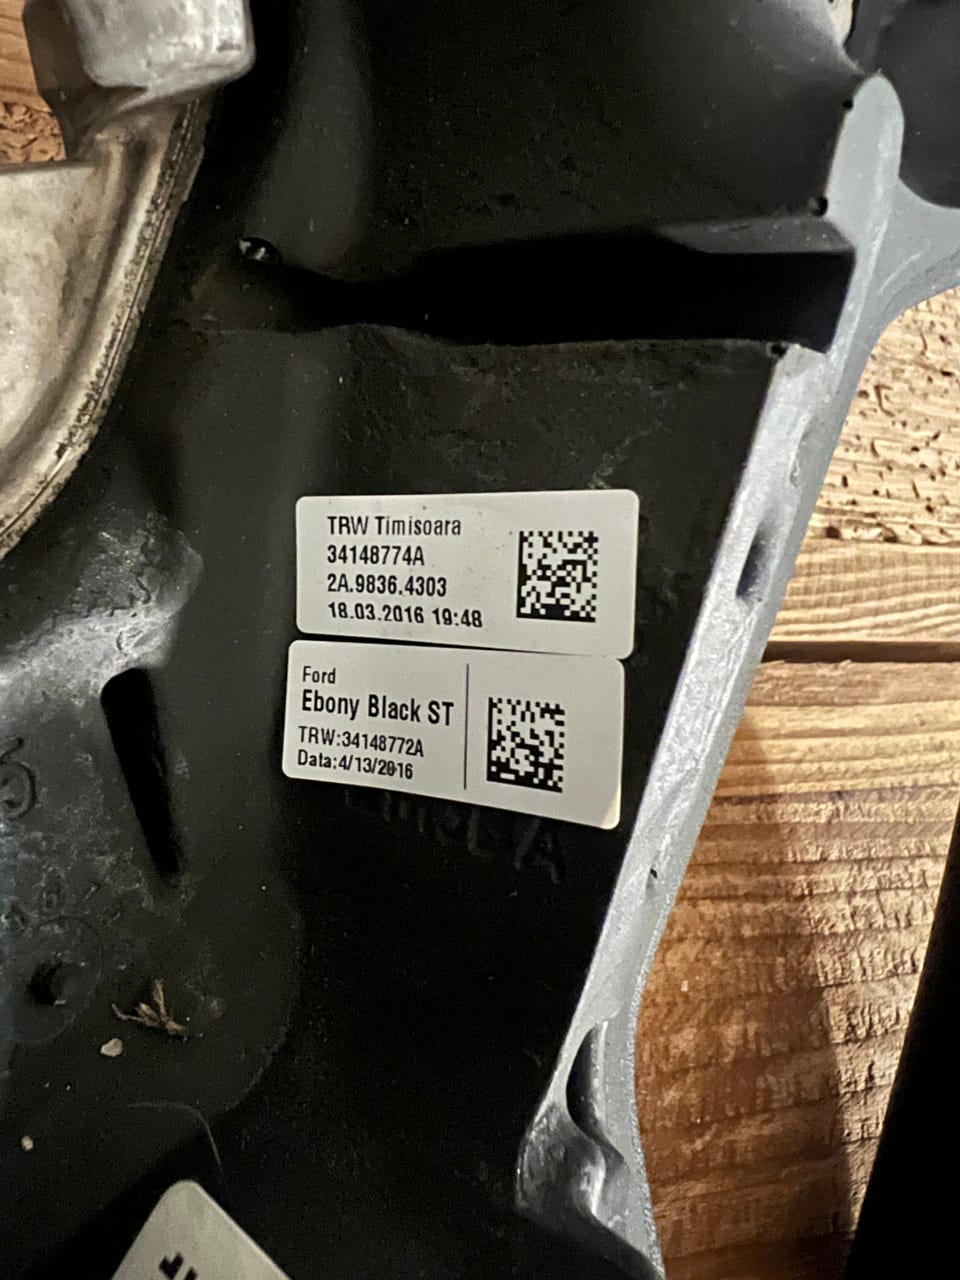 TRW Timisoara
34148774A
2A.9836.4303
18.03.2016 19:48
Ford
Ebony Black ST
TRW:34148772A
Data:4/13/2016